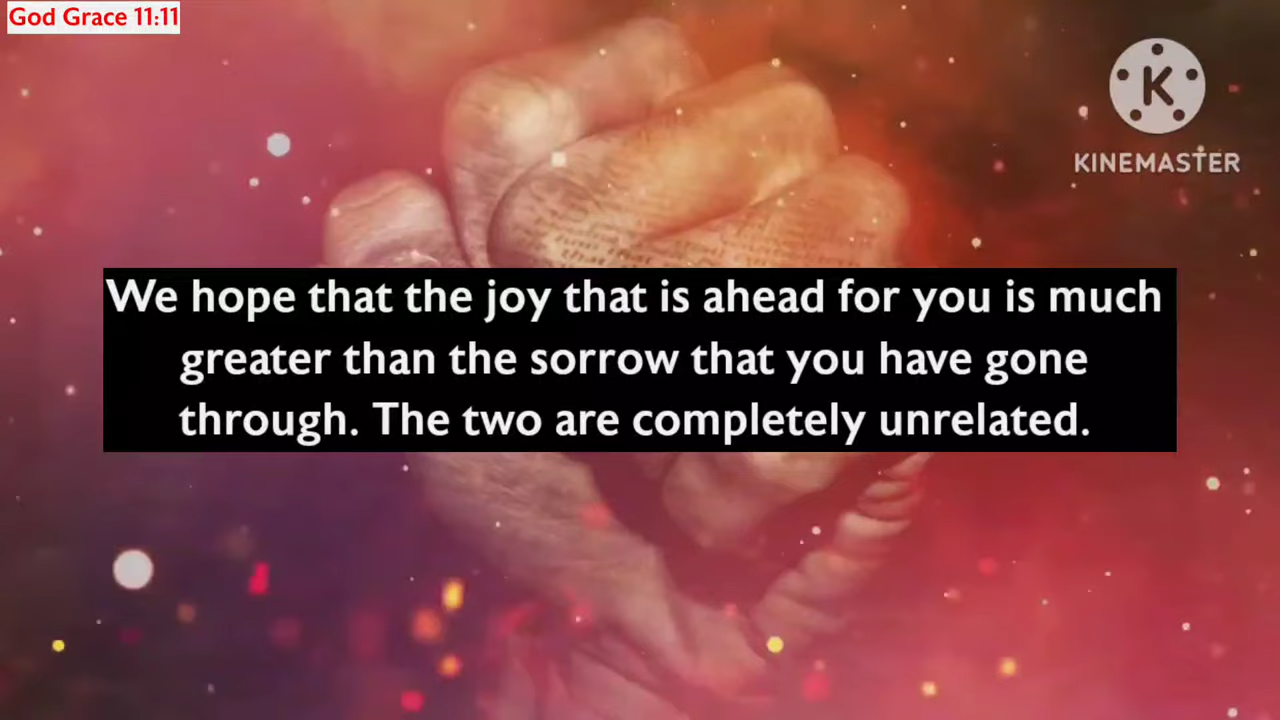 God Grace 11:11
K
KINEMASTER
We hope that the joy that is ahead for you is much
greater than the sorrow that you have gone
through. The two are completely unrelated.